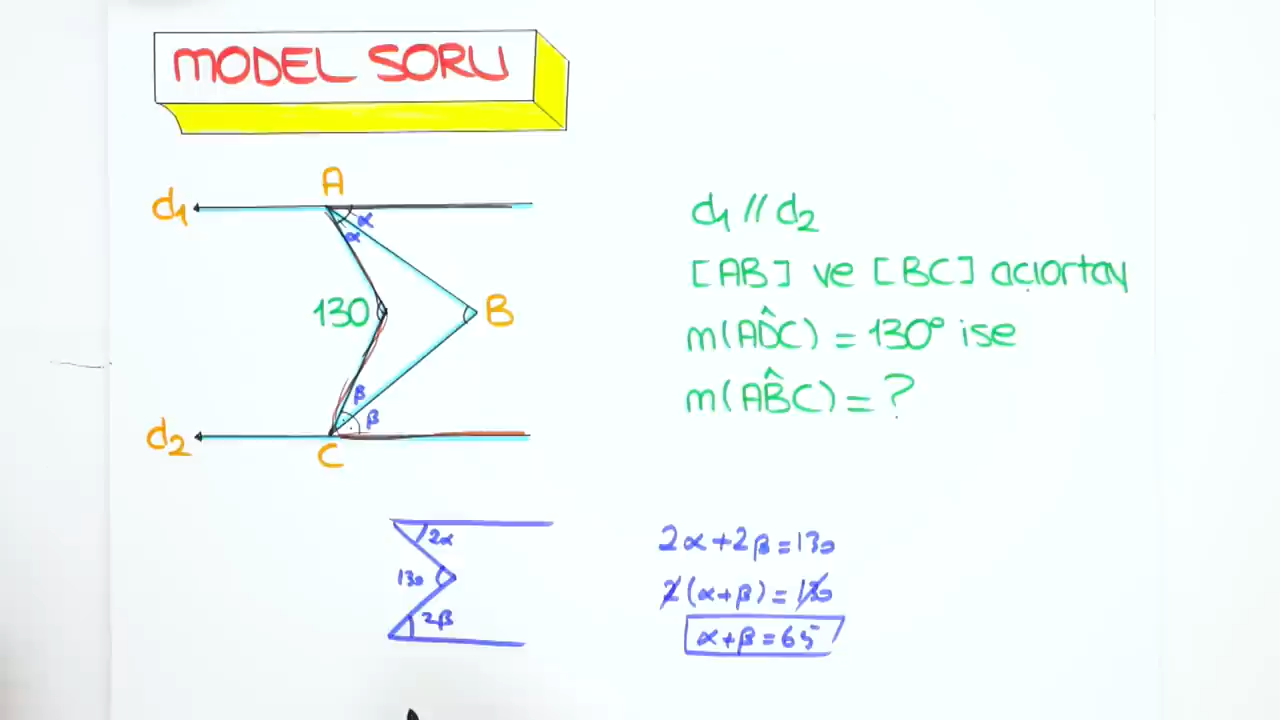 MODEL SORU
A
d1
α
α
130
B
β
β
d2
C
d1 // d2
[AB] ve [BC] açıortay
m(AD̂C) = 130° ise
m(AB̂C) = ?
2α
130
2β
2α+2β=130
2(α+β)=130
α+β=65